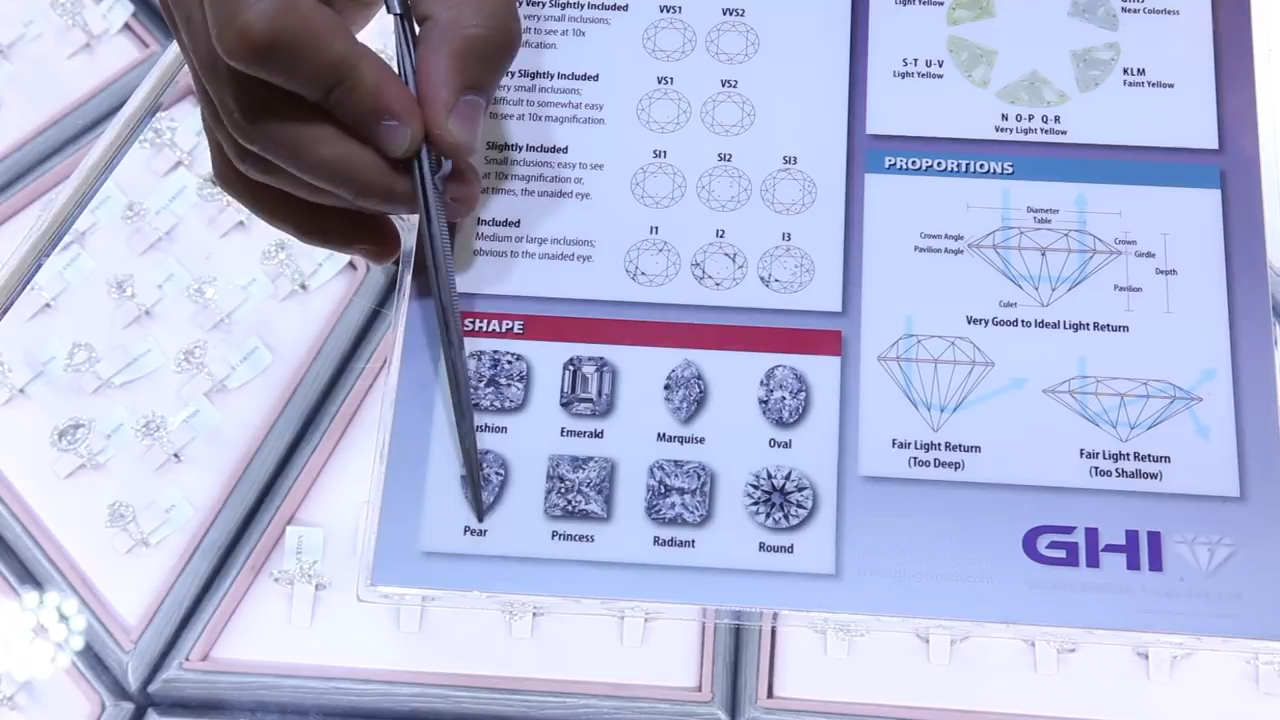 Very Slightly Included
very small inclusions;
to see at 10x
VVS1 VVS2
Slightly Included
small inclusions;
difficult to somewhat easy
to see at 10x magnification.
VS1 VS2
Slightly Included
Small inclusions; easy to see
at 10x magnification or,
at times, the unaided eye.
SI1 SI2 SI3
Included
Medium or large inclusions;
obvious to the unaided eye.
I1 I2 I3
SHAPE
Emerald
Marquise
Oval
Pear
Princess
Radiant
Round
Light Yellow
Near Colorless
S-T U-V
Light Yellow
KLM
Faint Yellow
N O-P Q-R
Very Light Yellow
PROPORTIONS
Diameter
Table
Crown Angle
Pavilion Angle
Crown
Girdle
Depth
Pavilion
Culet
Very Good to Ideal Light Return
Fair Light Return
(Too Deep)
Fair Light Return
(Too Shallow)
GHI